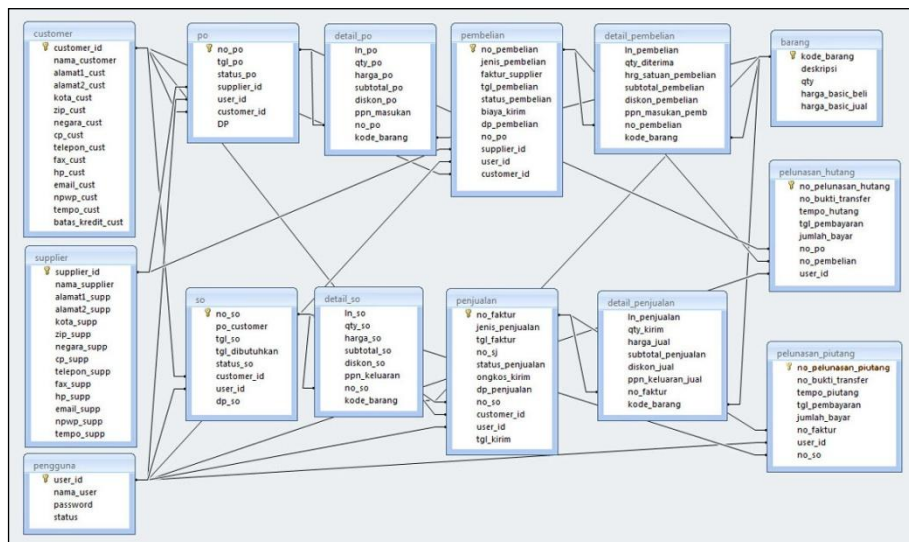 customer
customer_id
nama_customer
alamat1_cust
alamat2_cust
kota_cust
zip_cust
negara_cust
cp_cust
telepon_cust
fax_cust
hp_cust
email_cust
npwp_cust
tempo_cust
batas_kredit_cust
po
no_po
tgl_po
status_po
supplier_id
user_id
customer_id
DP
detail_po
ln_po
qty_po
harga_po
subtotal_po
diskon_po
ppn_masukan
no_po
kode_barang
pembelian
no_pembelian
jenis_pembelian
faktur_supplier
tgl_pembelian
status_pembelian
biaya_kirim
dp_pembelian
no_po
supplier_id
user_id
customer_id
detail_pembelian
ln_pembelian
qty_diterima
hrg_satuan_pembelian
subtotal_pembelian
diskon_pembelian
ppn_masukan_pemb
no_pembelian
kode_barang
barang
kode_barang
deskripsi
qty
harga_basic_beli
harga_basic_jual
pelunasan_hutang
no_pelunasan_hutang
no_bukti_transfer
tempo_hutang
tgl_pembayaran
jumlah_bayar
no_po
no_pembelian
user_id
supplier
supplier_id
nama_supplier
alamat1_supp
alamat2_supp
kota_supp
zip_supp
negara_supp
cp_supp
telepon_supp
fax_supp
hp_supp
email_supp
npwp_supp
tempo_supp
so
no_so
po_customer
tgl_so
tgl_dibutuhkan
status_so
customer_id
user_id
dp_so
detail_so
ln_so
qty_so
harga_so
subtotal_so
diskon_so
ppn_keluaran
no_so
kode_barang
penjualan
no_faktur
jenis_penjualan
tgl_faktur
no_sj
status_penjualan
ongkos_kirim
dp_penjualan
no_so
customer_id
user_id
tgl_kirim
detail_penjualan
ln_penjualan
qty_kirim
harga_jual
subtotal_penjualan
diskon_jual
ppn_keluaran_jual
no_faktur
kode_barang
pelunasan_piutang
no_pelunasan_piutang
no_bukti_transfer
tempo_piutang
tgl_pembayaran
jumlah_bayar
no_faktur
user_id
no_so
pengguna
user_id
nama_user
password
status